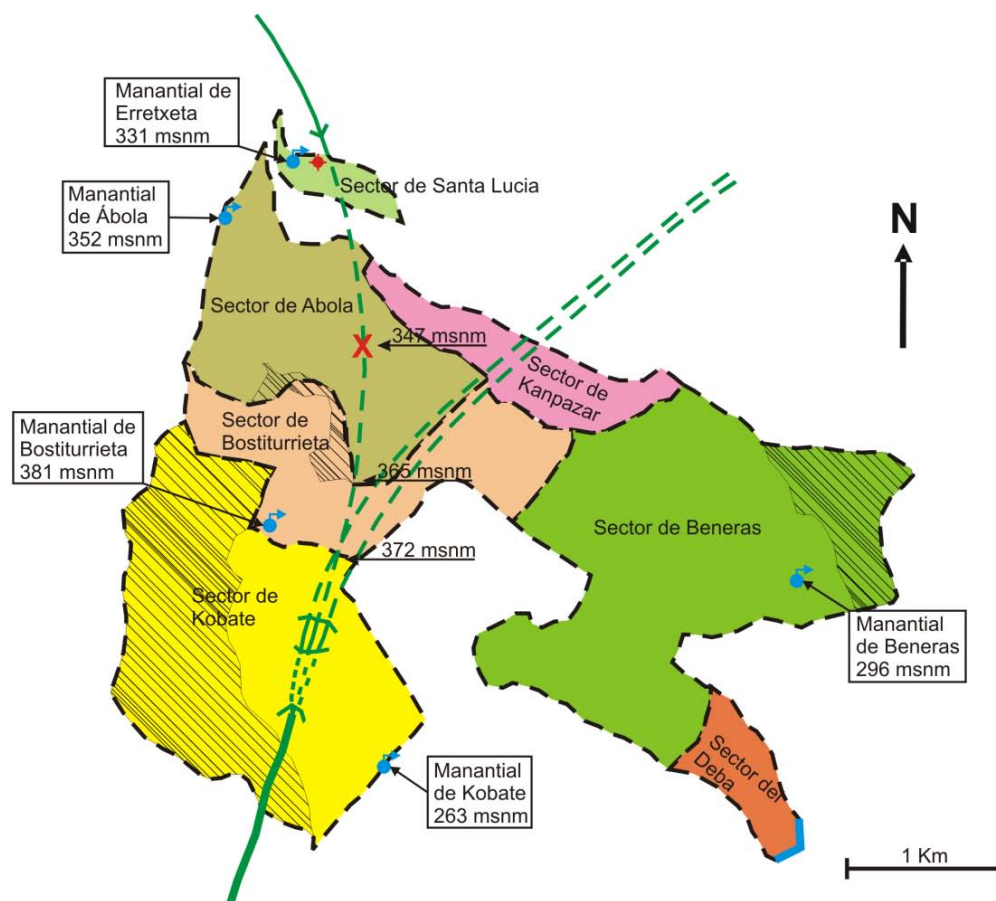 Manantial de
Erretxeta
331 msnm
Sector de Santa Lucia
Manantial
de Ábola
352 msnm
N
Sector de Abola
347 msnm
Sector de
Kanpazar
Manantial de
Bostiturrieta
381 msnm
Sector de
Bostiturrieta
365 msnm
Sector de Beneras
372 msnm
Sector de
Kobate
Manantial
de Beneras
296 msnm
Sector del
Deba
Manantial
de Kobate
263 msnm
1 Km